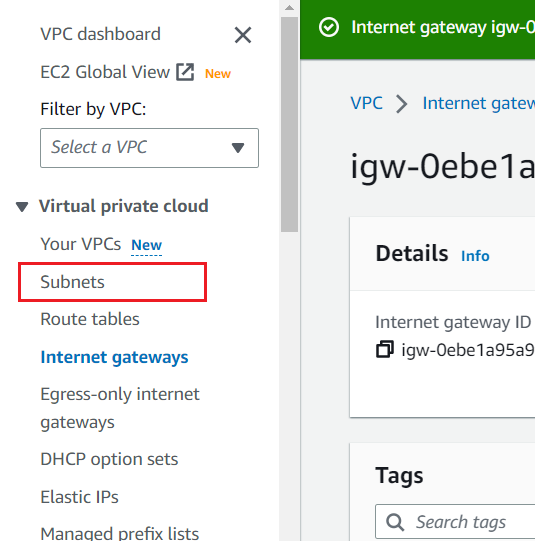 VPC dashboard
EC2 Global View New
Filter by VPC:
Select a VPC
Virtual private cloud
Your VPCs New
Subnets
Route tables
Internet gateways
Egress-only internet
gateways
DHCP option sets
Elastic IPs
Managed prefix lists
Internet gateway igw-0
VPC > Internet gatew
igw-0ebe1a
Details Info
Internet gateway ID
igw-0ebe1a95a9
Tags
Search tags